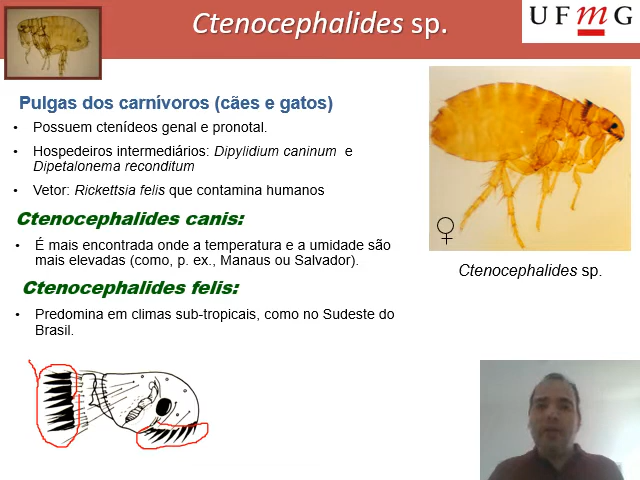 Ctenocephalides sp.
UFmG
Pulgas dos carnívoros (cães e gatos)
• Possuem ctenídeos genal e pronotal.
• Hospedeiros intermediários: Dipylidium caninum e
Dipetalonema reconditum
• Vetor: Rickettsia felis que contamina humanos
Ctenocephalides canis:
• É mais encontrada onde a temperatura e a umidade são
mais elevadas (como, p. ex., Manaus ou Salvador).
Ctenocephalides felis:
• Predomina em climas sub-tropicais, como no Sudeste do
Brasil.
♀
Ctenocephalides sp.